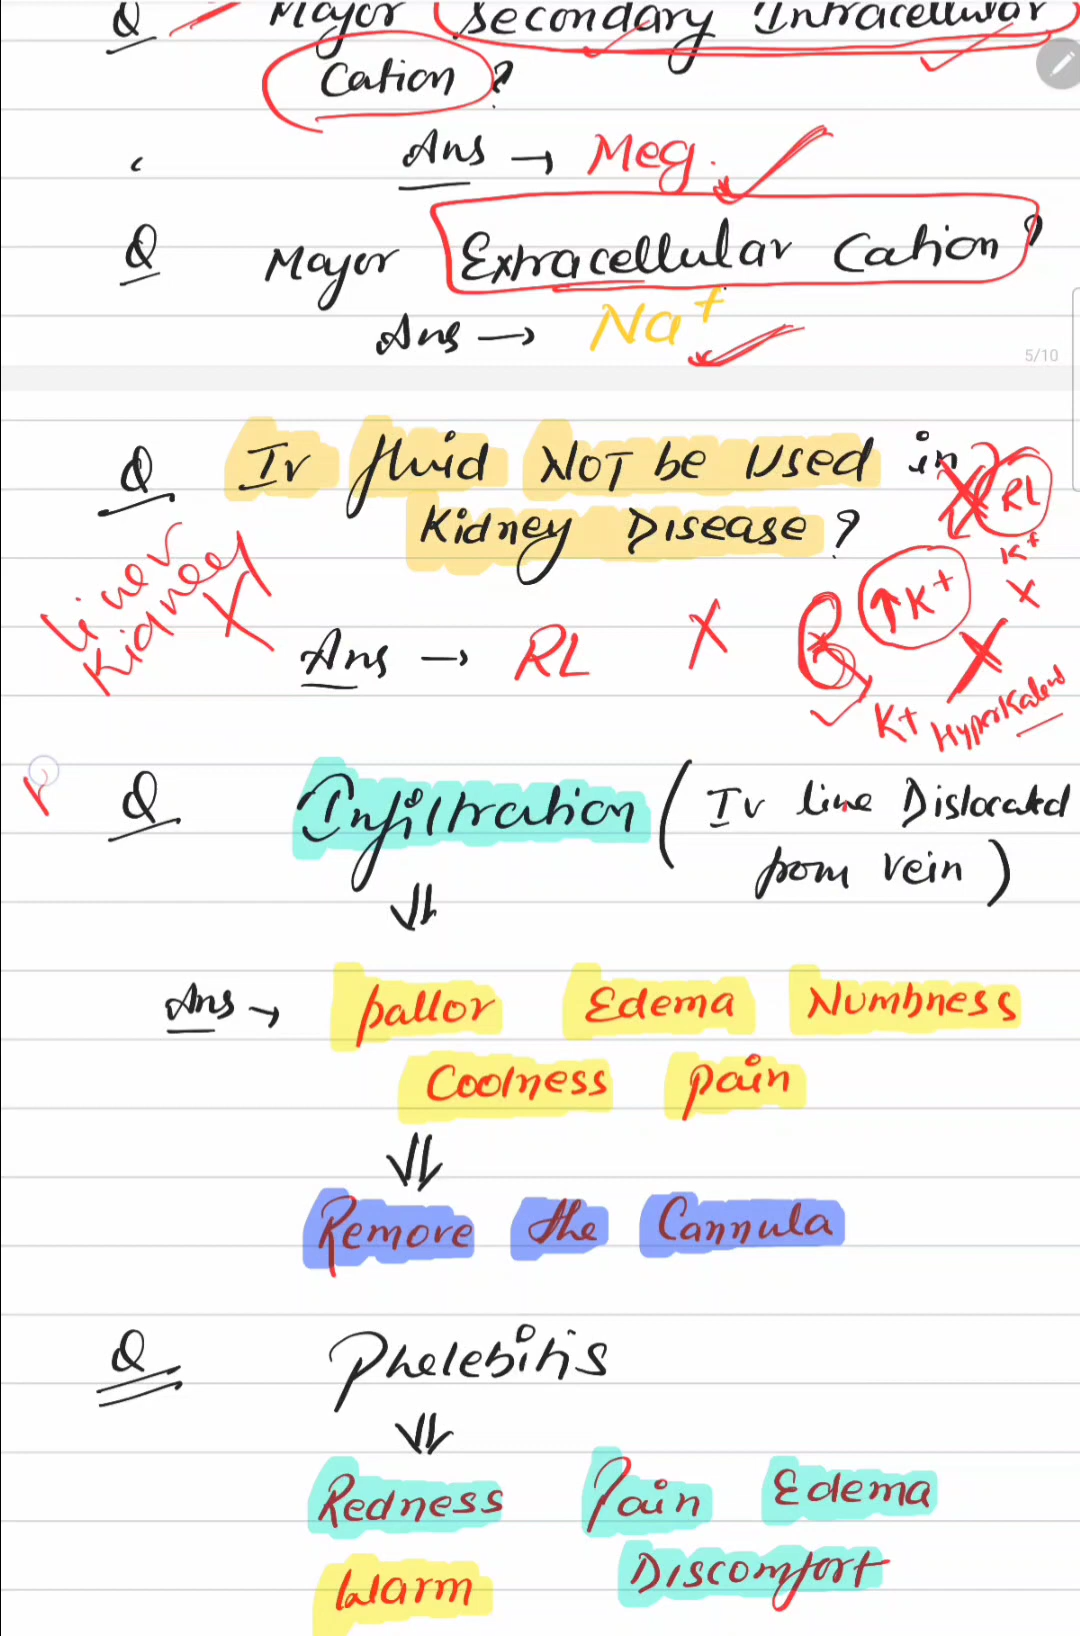 Q Major Secondary Intracellular
Cation ?
Ans → Meg.
Q Major Extracellular Cation ?
Ans → Na+
5/10
Q Iv fluid NOT be Used in
Kidney Disease ?
RL
K+
Liver
Kidney
↑K+
Ans → RL
K+ Hyperkalem
Q Infiltration ( Iv line Dislocated
from vein )
Ans → pallor Edema Numbness
Coolness pain
Remove the Cannula
Q Phelebitis
Redness Pain Edema
Warm Discomfort